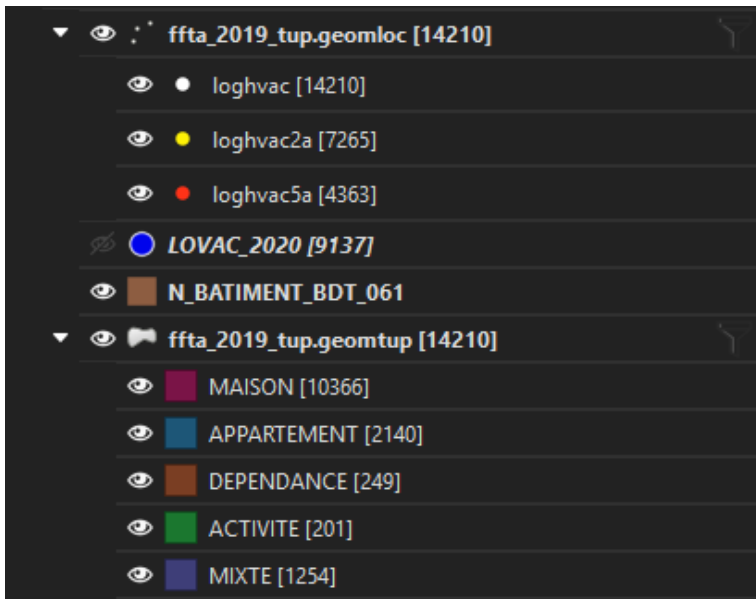 ffta_2019_tup.geomloc [14210]
loghvac [14210]
loghvac2a [7265]
loghvac5a [4363]
LOVAC_2020 [9137]
N_BATIMENT_BDT_061
ffta_2019_tup.geomtup [14210]
MAISON [10366]
APPARTEMENT [2140]
DEPENDANCE [249]
ACTIVITE [201]
MIXTE [1254]